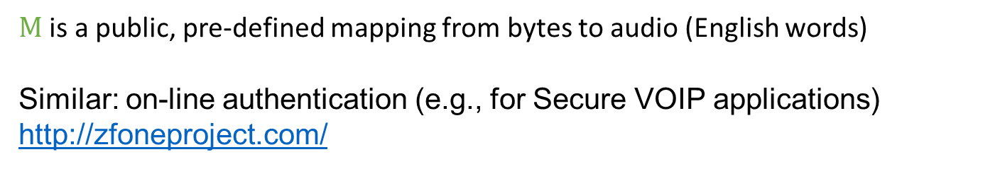 M is a public, pre-defined mapping from bytes to audio (English words)
Similar: on-line authentication (e.g., for Secure VOIP applications)
http://zfoneproject.com/